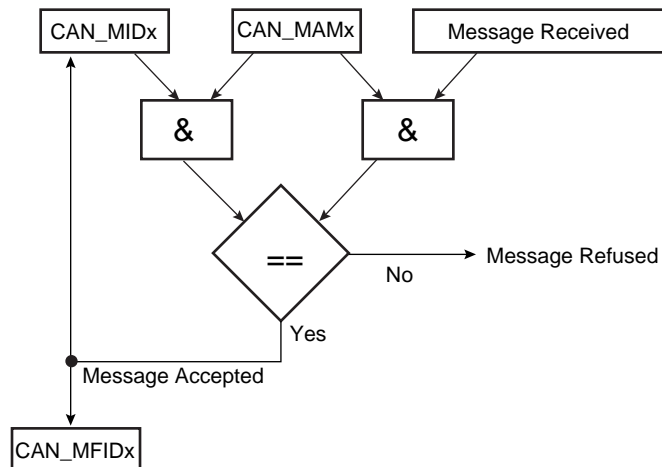 CAN_MIDx
CAN_MAMx
Message Received
&
&
==
No
Message Refused
Yes
Message Accepted
CAN_MFIDx